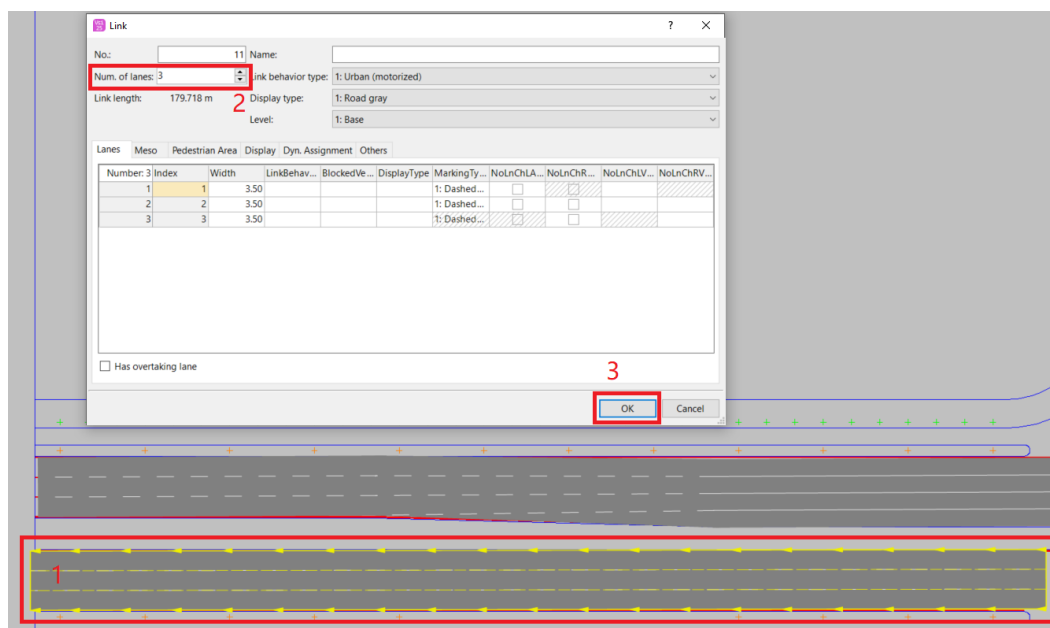 Link ? ×
No.: 11 Name:
Num. of lanes: 3 Link behavior type: 1: Urban (motorized)
Link length: 179.718 m 2 Display type: 1: Road gray
Level: 1: Base
Lanes Meso Pedestrian Area Display Dyn. Assignment Others
Number: 3 Index Width LinkBehav... BlockedVe... DisplayType MarkingTy... NoLnChLA... NoLnChR... NoLnChLV... NoLnChRV...
1 1 3.50 1: Dashed...
2 2 3.50 1: Dashed...
3 3 3.50 1: Dashed...
Has overtaking lane
3
OK Cancel
1